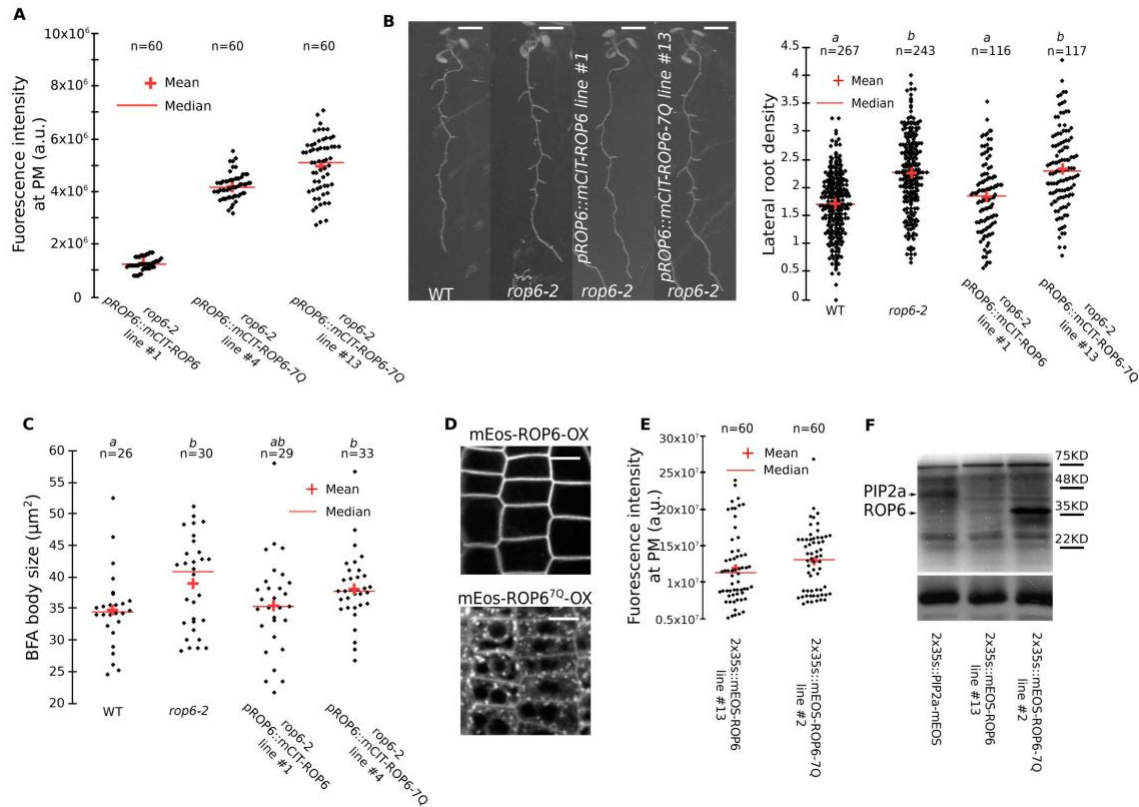 A
10x10⁶
8x10⁶
6x10⁶
4x10⁶
2x10⁶
0
Fuorescence intensity
at PM (a.u.)
n=60
n=60
n=60
Mean
Median
rop6-2
pROP6::mCIT-ROP6
line #1
rop6-2
pROP6::mCIT-ROP6-7Q
line #4
rop6-2
pROP6::mCIT-ROP6-7Q
line #13
B
WT
rop6-2
pROP6::mCIT-ROP6 line #1
rop6-2
pROP6::mCIT-ROP6-7Q line #13
rop6-2
Lateral root density
4.5
4
3.5
3
2.5
2
1.5
1
0.5
0
a
n=267
b
n=243
a
n=116
b
n=117
Mean
Median
WT
rop6-2
rop6-2
pROP6::mCIT-ROP6
line #1
rop6-2
pROP6::mCIT-ROP6-7Q
line #13
C
BFA body size (µm²)
60
55
50
45
40
35
30
25
20
a
n=26
b
n=30
ab
n=29
b
n=33
Mean
Median
WT
rop6-2
rop6-2
pROP6::mCIT-ROP6
line #1
rop6-2
pROP6::mCIT-ROP6-7Q
line #4
D
mEos-ROP6-OX
mEos-ROP6⁷Q-OX
E
Fuorescence intensity
at PM (a.u.)
30x10⁷
20x10⁷
15x10⁷
1x10⁷
0.5x10⁷
n=60
n=60
Mean
Median
2x35s::mEOS-ROP6
line #13
2x35s::mEOS-ROP6-7Q
line #2
F
PIP2a
ROP6
75KD
48KD
35KD
22KD
2x35s::PIP2a-mEOS
2x35s::mEOS-ROP6
line #13
2x35s::mEOS-ROP6-7Q
line #2